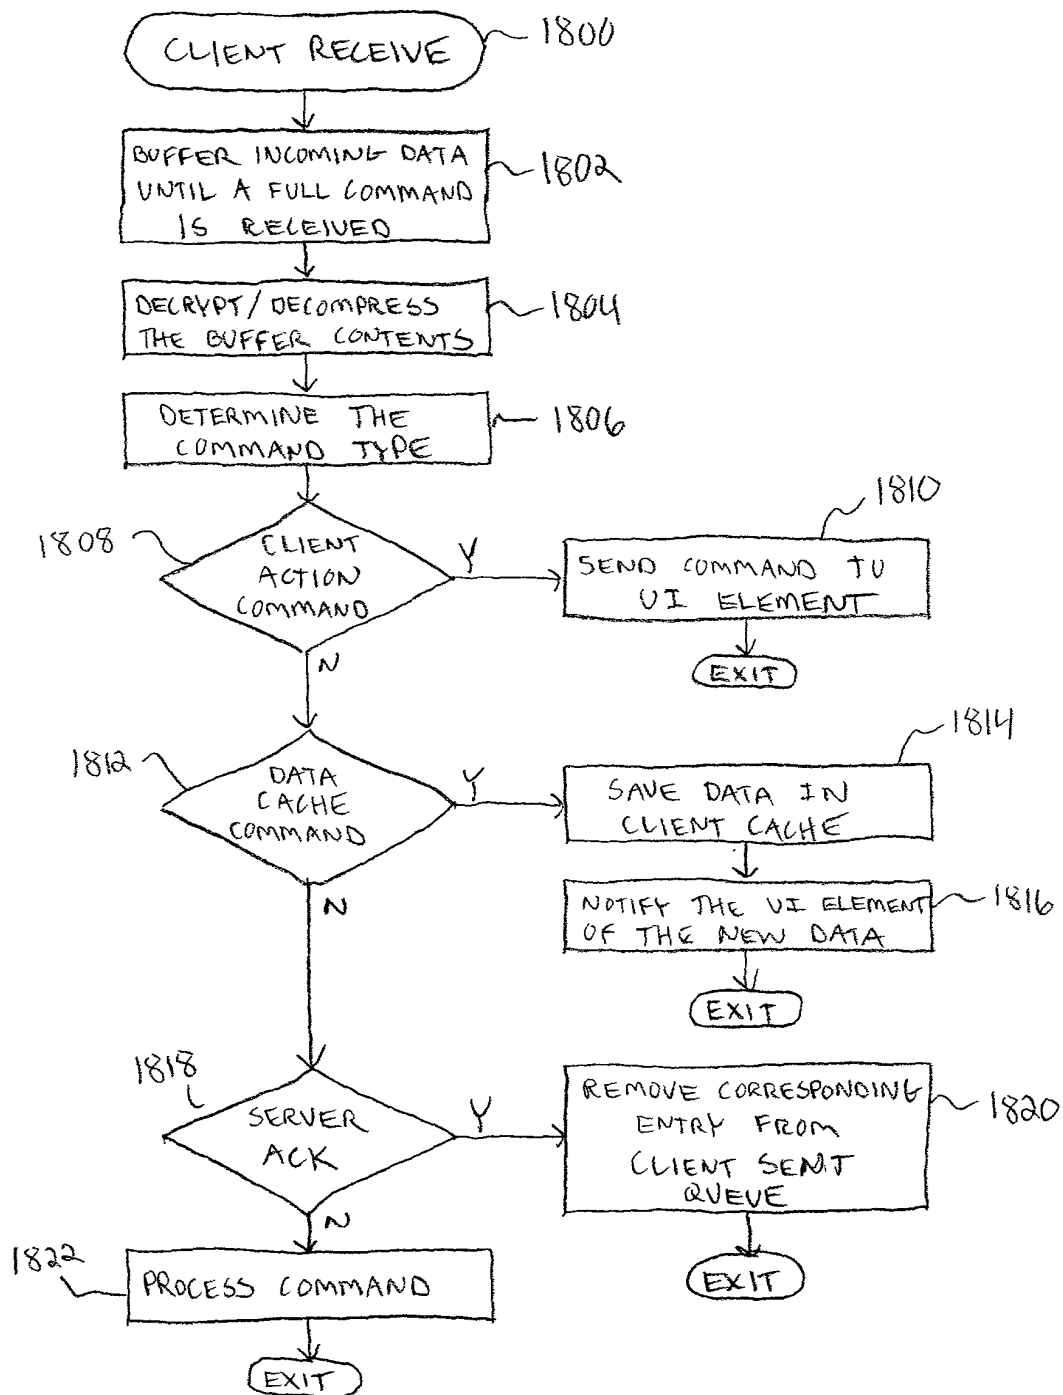 CLIENT RECEIVE
1800
BUFFER INCOMING DATA
UNTIL A FULL COMMAND
IS RECEIVED
1802
DECRYPT/DECOMPRESS
THE BUFFER CONTENTS
1804
DETERMINE THE
COMMAND TYPE
1806
1808
CLIENT
ACTION
COMMAND
Y
N
1810
SEND COMMAND TO
UI ELEMENT
EXIT
1812
DATA
CACHE
COMMAND
Y
N
1814
SAVE DATA IN
CLIENT CACHE
NOTIFY THE UI ELEMENT
OF THE NEW DATA
1816
EXIT
1818
SERVER
ACK
Y
N
REMOVE CORRESPONDING
ENTRY FROM
CLIENT SENT
QUEUE
1820
EXIT
1822
PROCESS COMMAND
EXIT